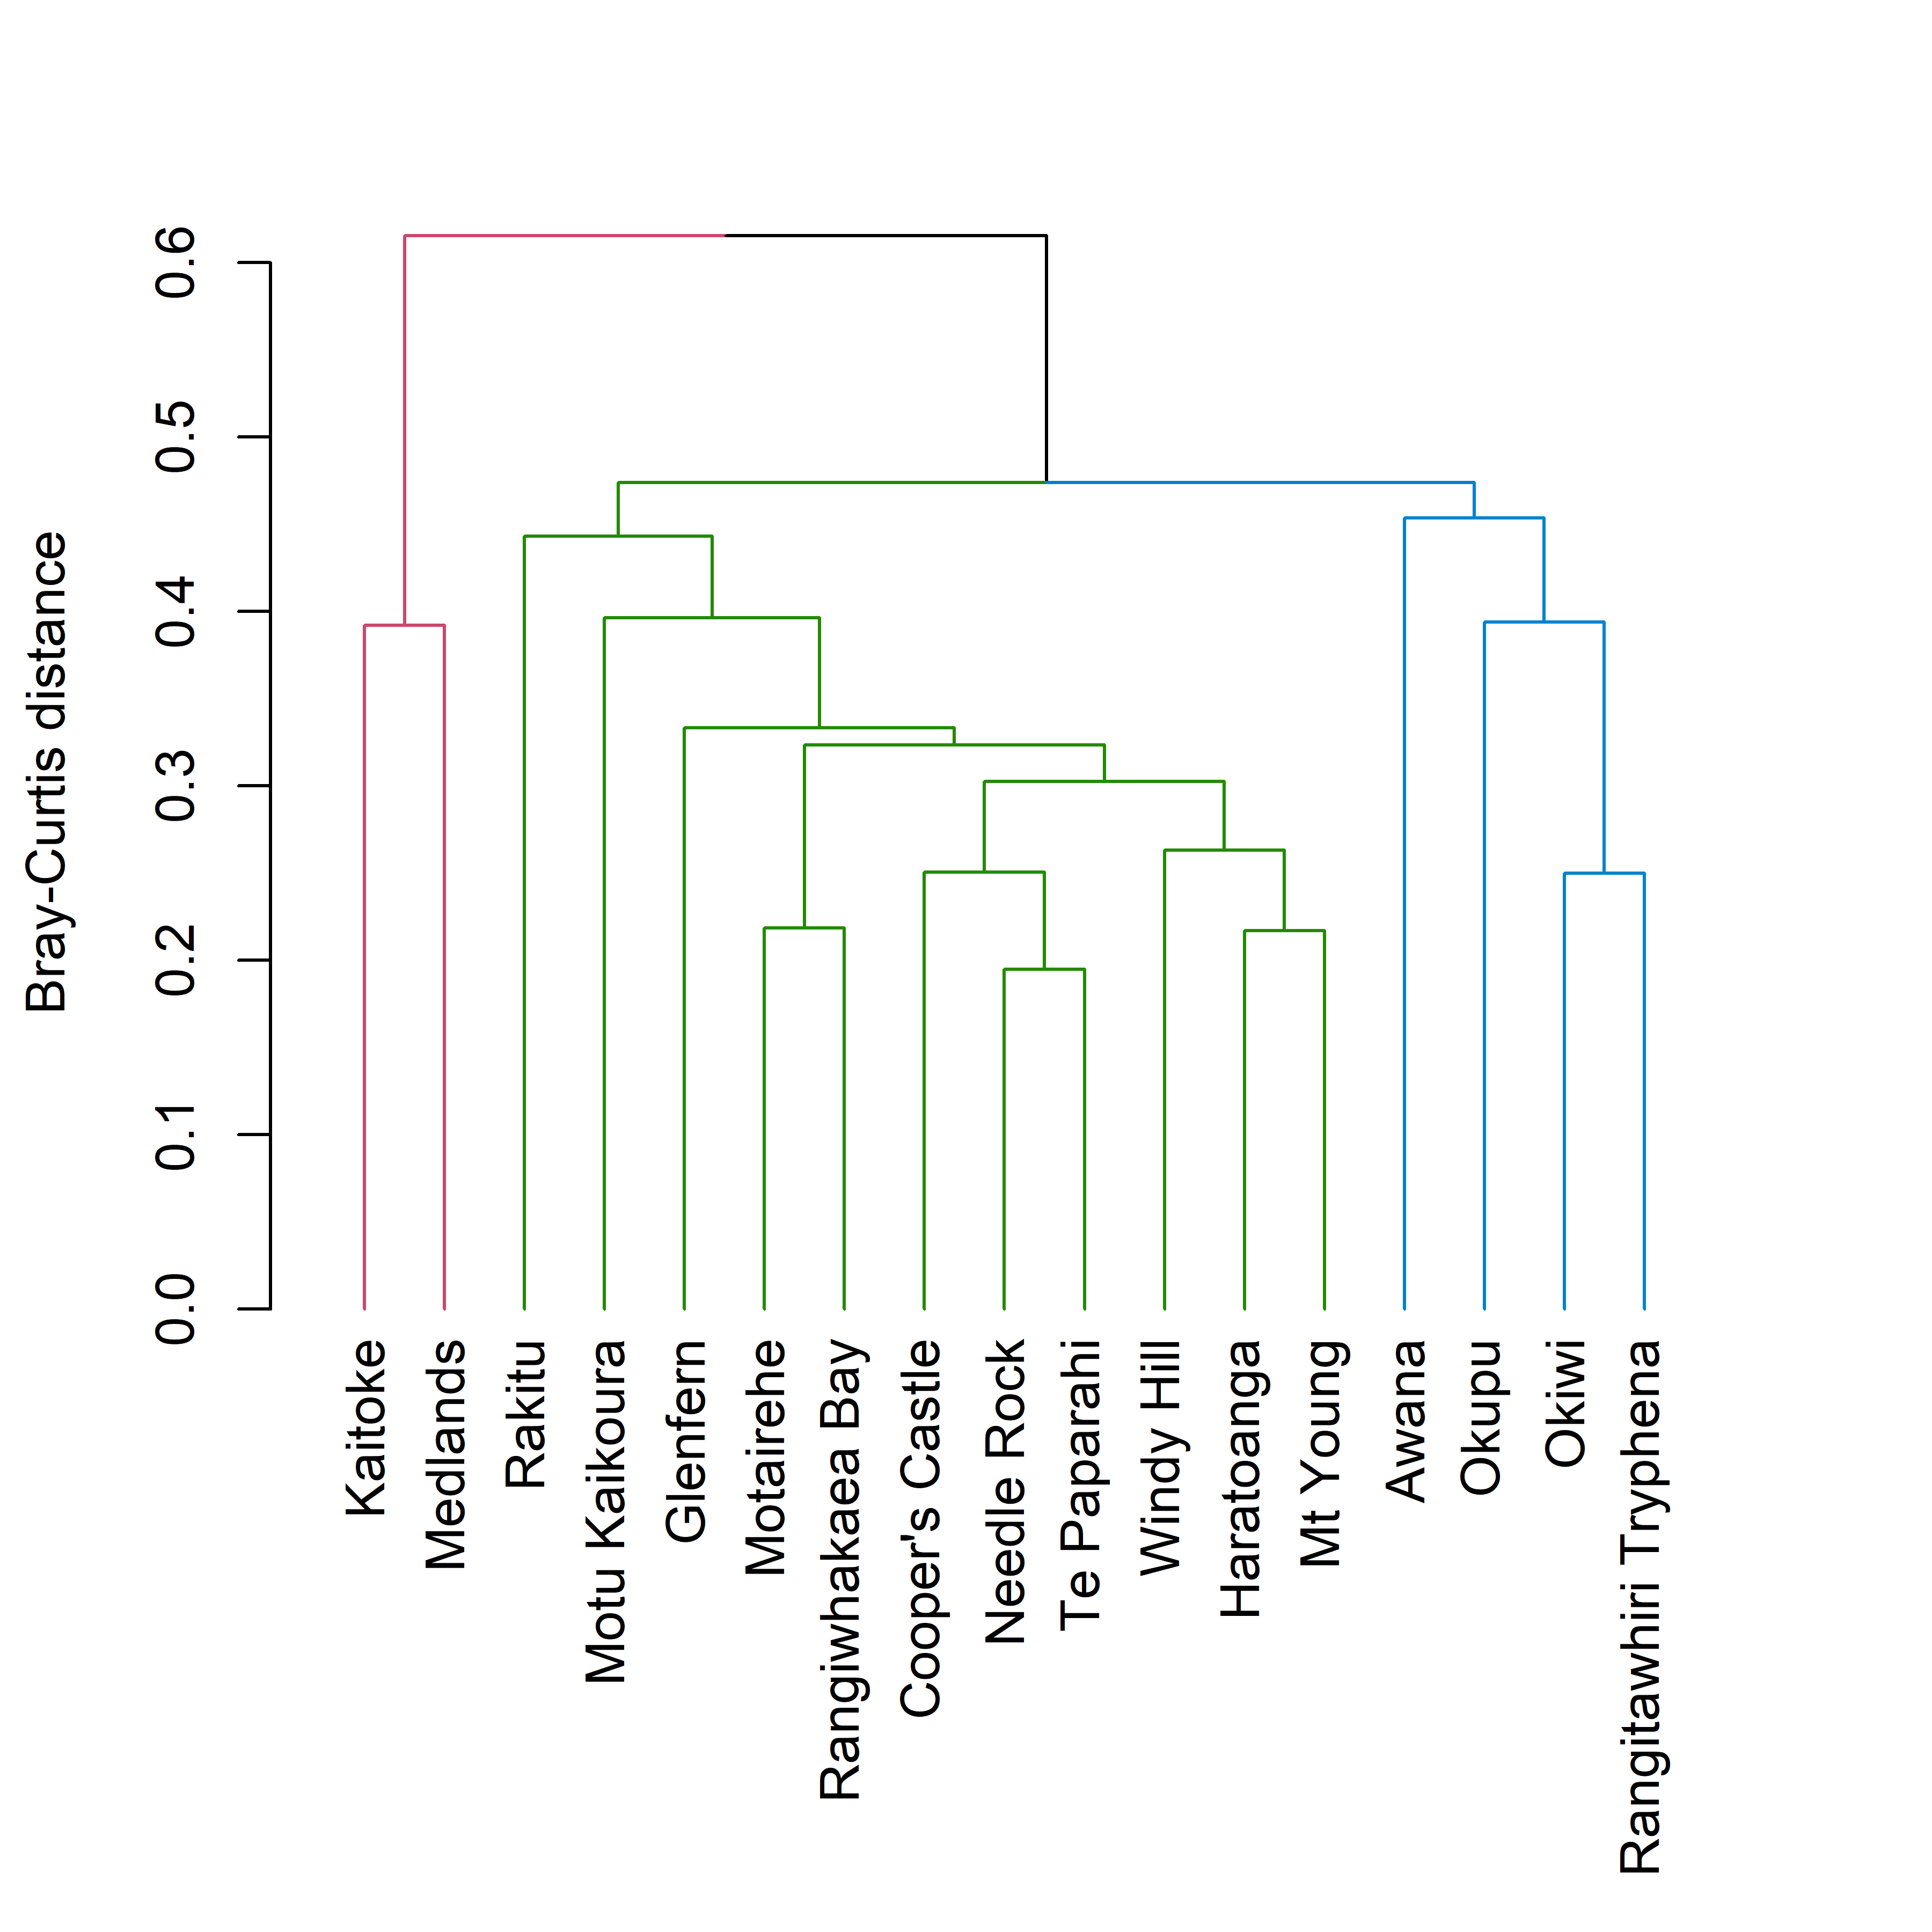 Bray-Curtis distance
0.6
0.5
0.4
0.3
0.2
0.1
0.0
Kaitoke
Medlands
Rakitu
Motu Kaikoura
Glenfern
Motairehe
Rangiwhakaea Bay
Cooper's Castle
Needle Rock
Te Paparahi
Windy Hill
Haratoanga
Mt Young
Awana
Okupu
Okiwi
Rangitawhiri Tryphena